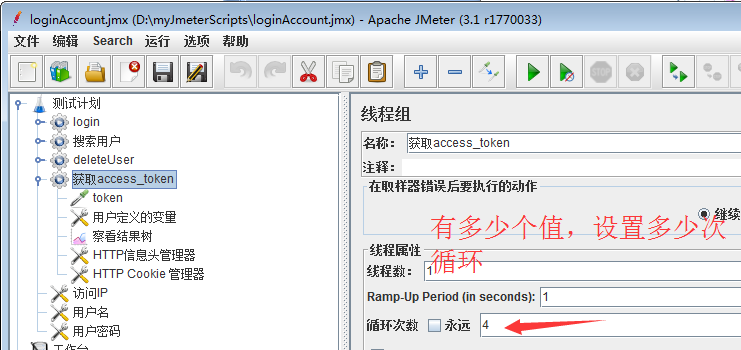 loginAccount.jmx (D:\myJmeterScripts\loginAccount.jmx) - Apache JMeter (3.1 r1770033)
文件 编辑 Search 运行 选项 帮助
STOP
测试计划
login
搜索用户
deleteUser
获取access_token
token
用户定义的变量
察看结果树
HTTP信息头管理器
HTTP Cookie 管理器
访问IP
用户名
用户密码
工作台
线程组
名称: 获取access_token
注释:
在取样器错误后要执行的动作
继续
有多少个值，设置多少次
循环
线程属性
线程数: 1
Ramp-Up Period (in seconds): 1
循环次数 永远 4